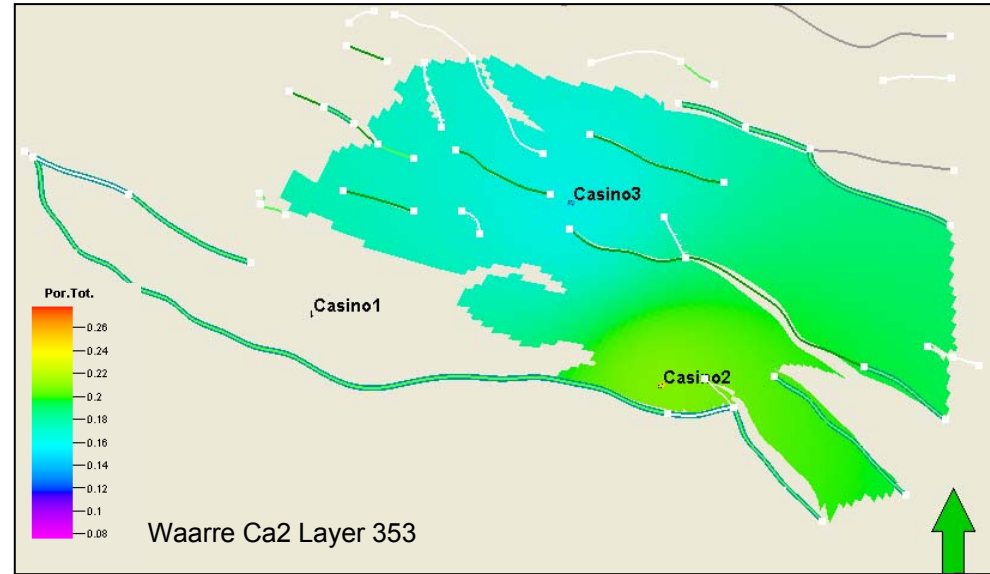 Casino3
Casino1
Casino2
Por.Tot.
0.26
0.24
0.22
0.2
0.18
0.16
0.14
0.12
0.1
0.08
Waarre Ca2 Layer 353